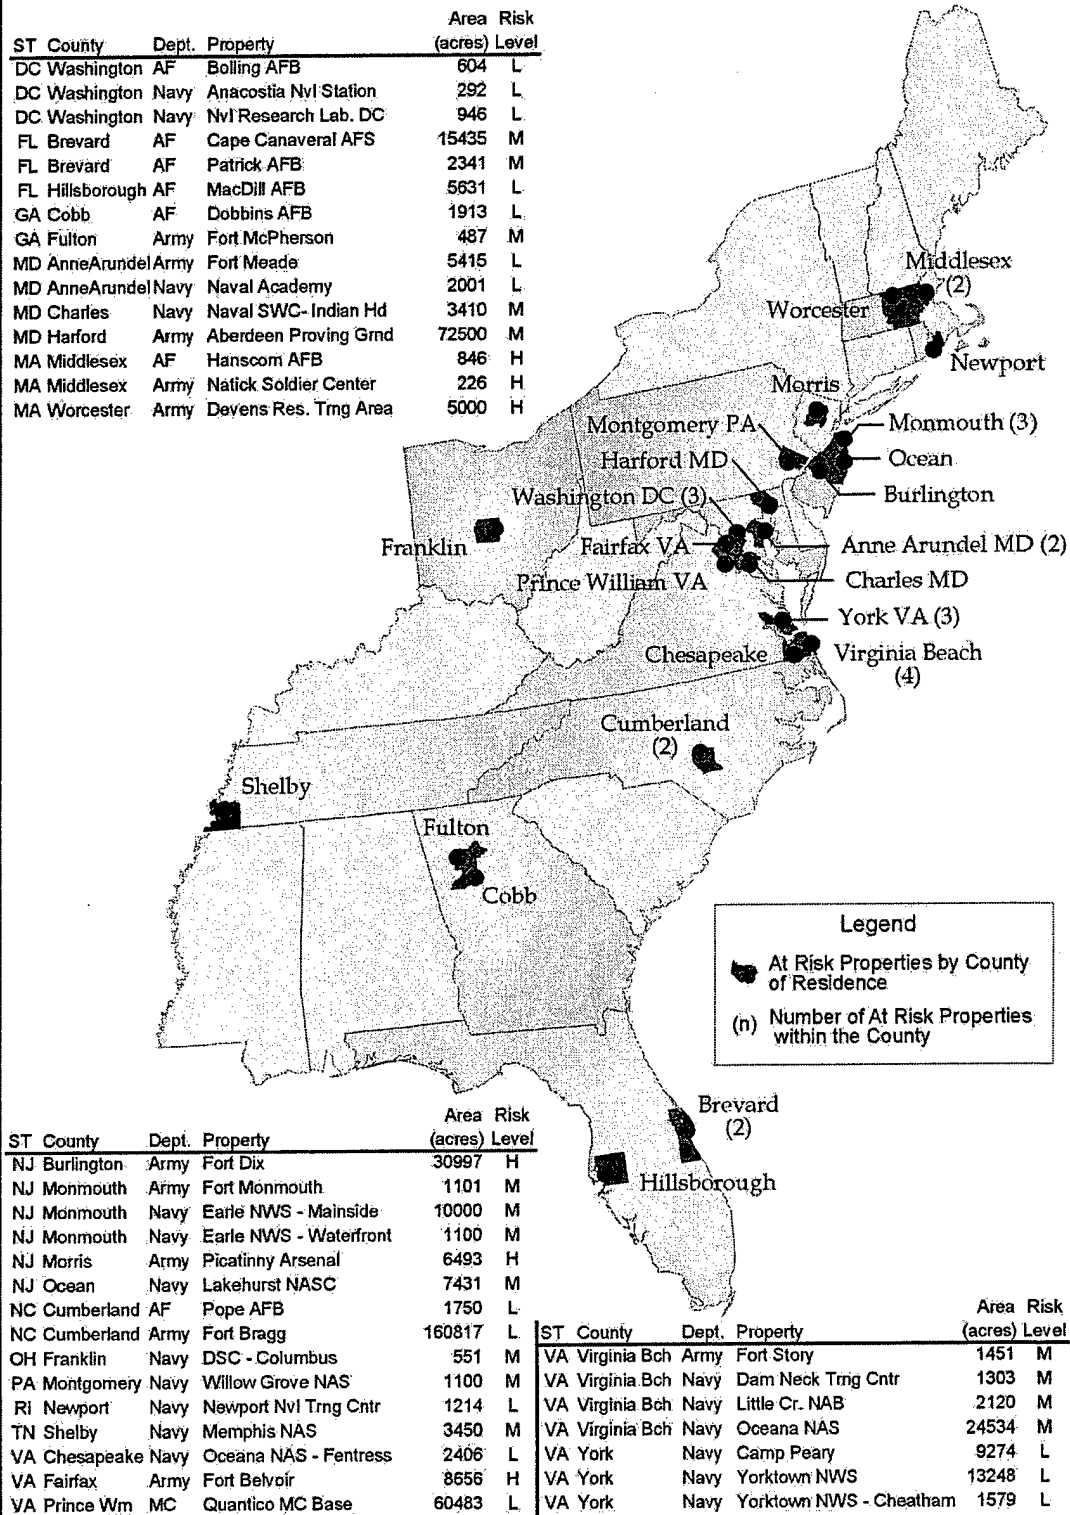 Area Risk
ST County Dept. Property (acres) Level
DC Washington AF Bolling AFB 604 L
DC Washington Navy Anacostia Nvl Station 292 L
DC Washington Navy Nvl Research Lab. DC 946 L
FL Brevard AF Cape Canaveral AFS 15435 M
FL Brevard AF Patrick AFB 2341 M
FL Hillsborough AF MacDill AFB 5631 L
GA Cobb AF Dobbins AFB 1913 L
GA Fulton Army Fort McPherson 487 M
MD AnneArundel Army Fort Meade 5415 L
MD AnneArundel Navy Naval Academy 2001 L
MD Charles Navy Naval SWC- Indian Hd 3410 M
MD Harford Army Aberdeen Proving Grnd 72500 M
MA Middlesex AF Hanscom AFB 846 H
MA Middlesex Army Natick Soldier Center 226 H
MA Worcester Army Devens Res. Trng Area 5000 H
Middlesex
(2)
Worcester
Newport
Morris
Montgomery PA
Monmouth (3)
Harford MD
Ocean
Washington DC (3)
Burlington
Franklin
Fairfax VA
Anne Arundel MD (2)
Prince William VA
Charles MD
York VA (3)
Chesapeake
Virginia Beach
(4)
Cumberland
(2)
Shelby
Fulton
Cobb
Legend
At Risk Properties by County
of Residence
(n) Number of At Risk Properties
within the County
Brevard
(2)
Hillsborough
Area Risk
ST County Dept. Property (acres) Level
NJ Burlington Army Fort Dix 30997 H
NJ Monmouth Army Fort Monmouth 1101 M
NJ Monmouth Navy Earle NWS - Mainside 10000 M
NJ Monmouth Navy Earle NWS - Waterfront 1100 M
NJ Morris Army Picatinny Arsenal 6493 H
NJ Ocean Navy Lakehurst NASC 7431 M
NC Cumberland AF Pope AFB 1750 L
NC Cumberland Army Fort Bragg 160817 L
OH Franklin Navy DSC - Columbus 551 M
PA Montgomery Navy Willow Grove NAS 1100 M
RI Newport Navy Newport Nvl Trng Cntr 1214 L
TN Shelby Navy Memphis NAS 3450 M
VA Chesapeake Navy Oceana NAS - Fentress 2406 L
VA Fairfax Army Fort Belvoir 8656 H
VA Prince Wm MC Quantico MC Base 60483 L
Area Risk
ST County Dept. Property (acres) Level
VA Virginia Bch Army Fort Story 1451 M
VA Virginia Bch Navy Dam Neck Trng Cntr 1303 M
VA Virginia Bch Navy Little Cr. NAB 2120 M
VA Virginia Bch Navy Oceana NAS 24534 M
VA York Navy Camp Peary 9274 L
VA York Navy Yorktown NWS 13248 L
VA York Navy Yorktown NWS - Cheatham 1579 L